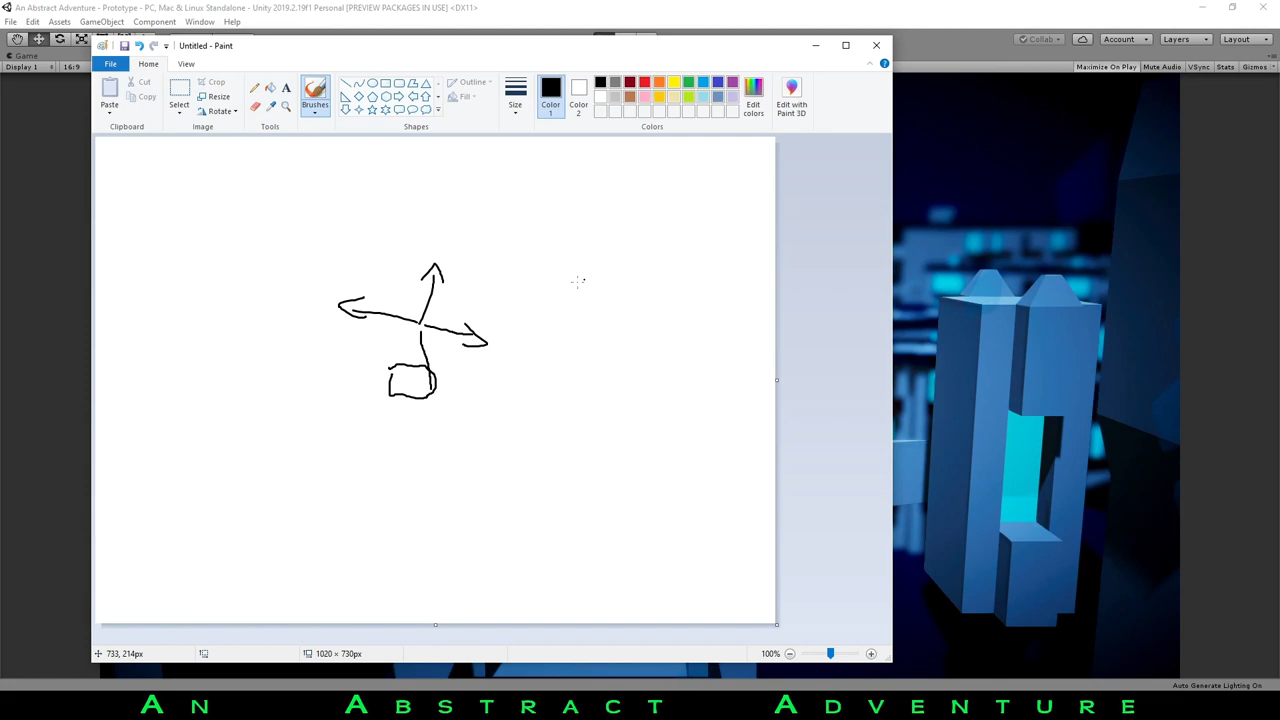 An Abstract Adventure - Prototype - PC, Mac & Linux Standalone - Unity 2019.2.19f1 Personal [PREVIEW PACKAGES IN USE] <DX11>
File Edit Assets GameObject Component Window Help
Collab Account Layers Layout
Game
Display 1 16:9 Maximize On Play Mute Audio VSync Stats Gizmos
Untitled - Paint
File Home View
Paste Cut Copy
Select Crop Resize Rotate
A
Brushes
Outline
Fill
Size
Color 1
Color 2
Edit colors
Edit with Paint 3D
Clipboard Image Tools Shapes Colors
733, 214px 1020 × 730px 100%
Auto Generate Lighting On
An Abstract Adventure